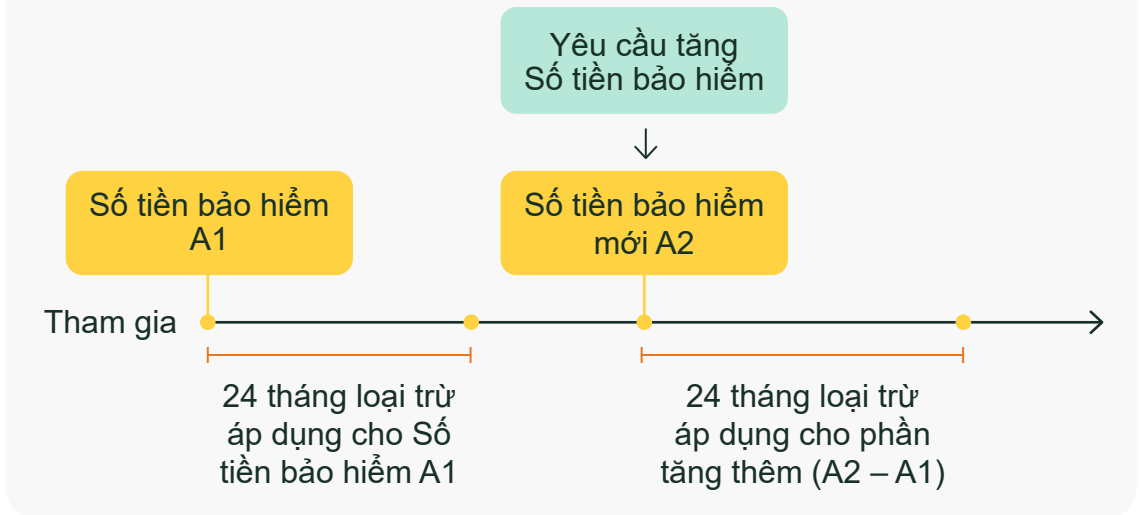 Yêu cầu tăng
Số tiền bảo hiểm
Số tiền bảo hiểm
A1
Số tiền bảo hiểm
mới A2
Tham gia
24 tháng loại trừ
áp dụng cho Số
tiền bảo hiểm A1
24 tháng loại trừ
áp dụng cho phần
tăng thêm (A2 – A1)